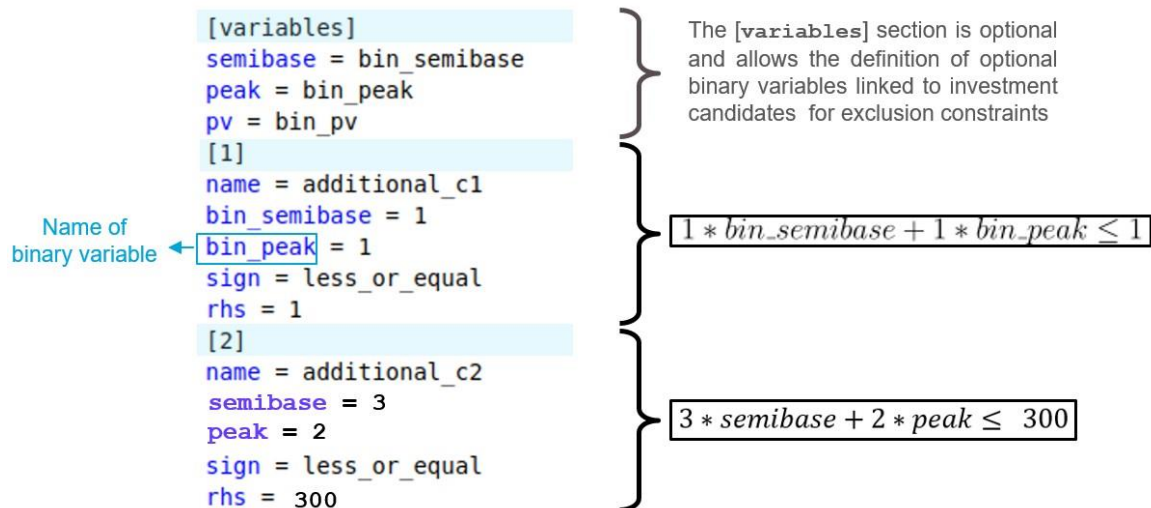 [variables]
semibase = bin_semibase
peak = bin_peak
pv = bin_pv
The [variables] section is optional
and allows the definition of optional
binary variables linked to investment
candidates for exclusion constraints
[1]
name = additional_c1
bin_semibase = 1
bin_peak = 1
sign = less_or_equal
rhs = 1
Name of
binary variable
1 * bin_semibase + 1 * bin_peak ≤ 1
[2]
name = additional_c2
semibase = 3
peak = 2
sign = less_or_equal
rhs = 300
3 * semibase + 2 * peak ≤ 300